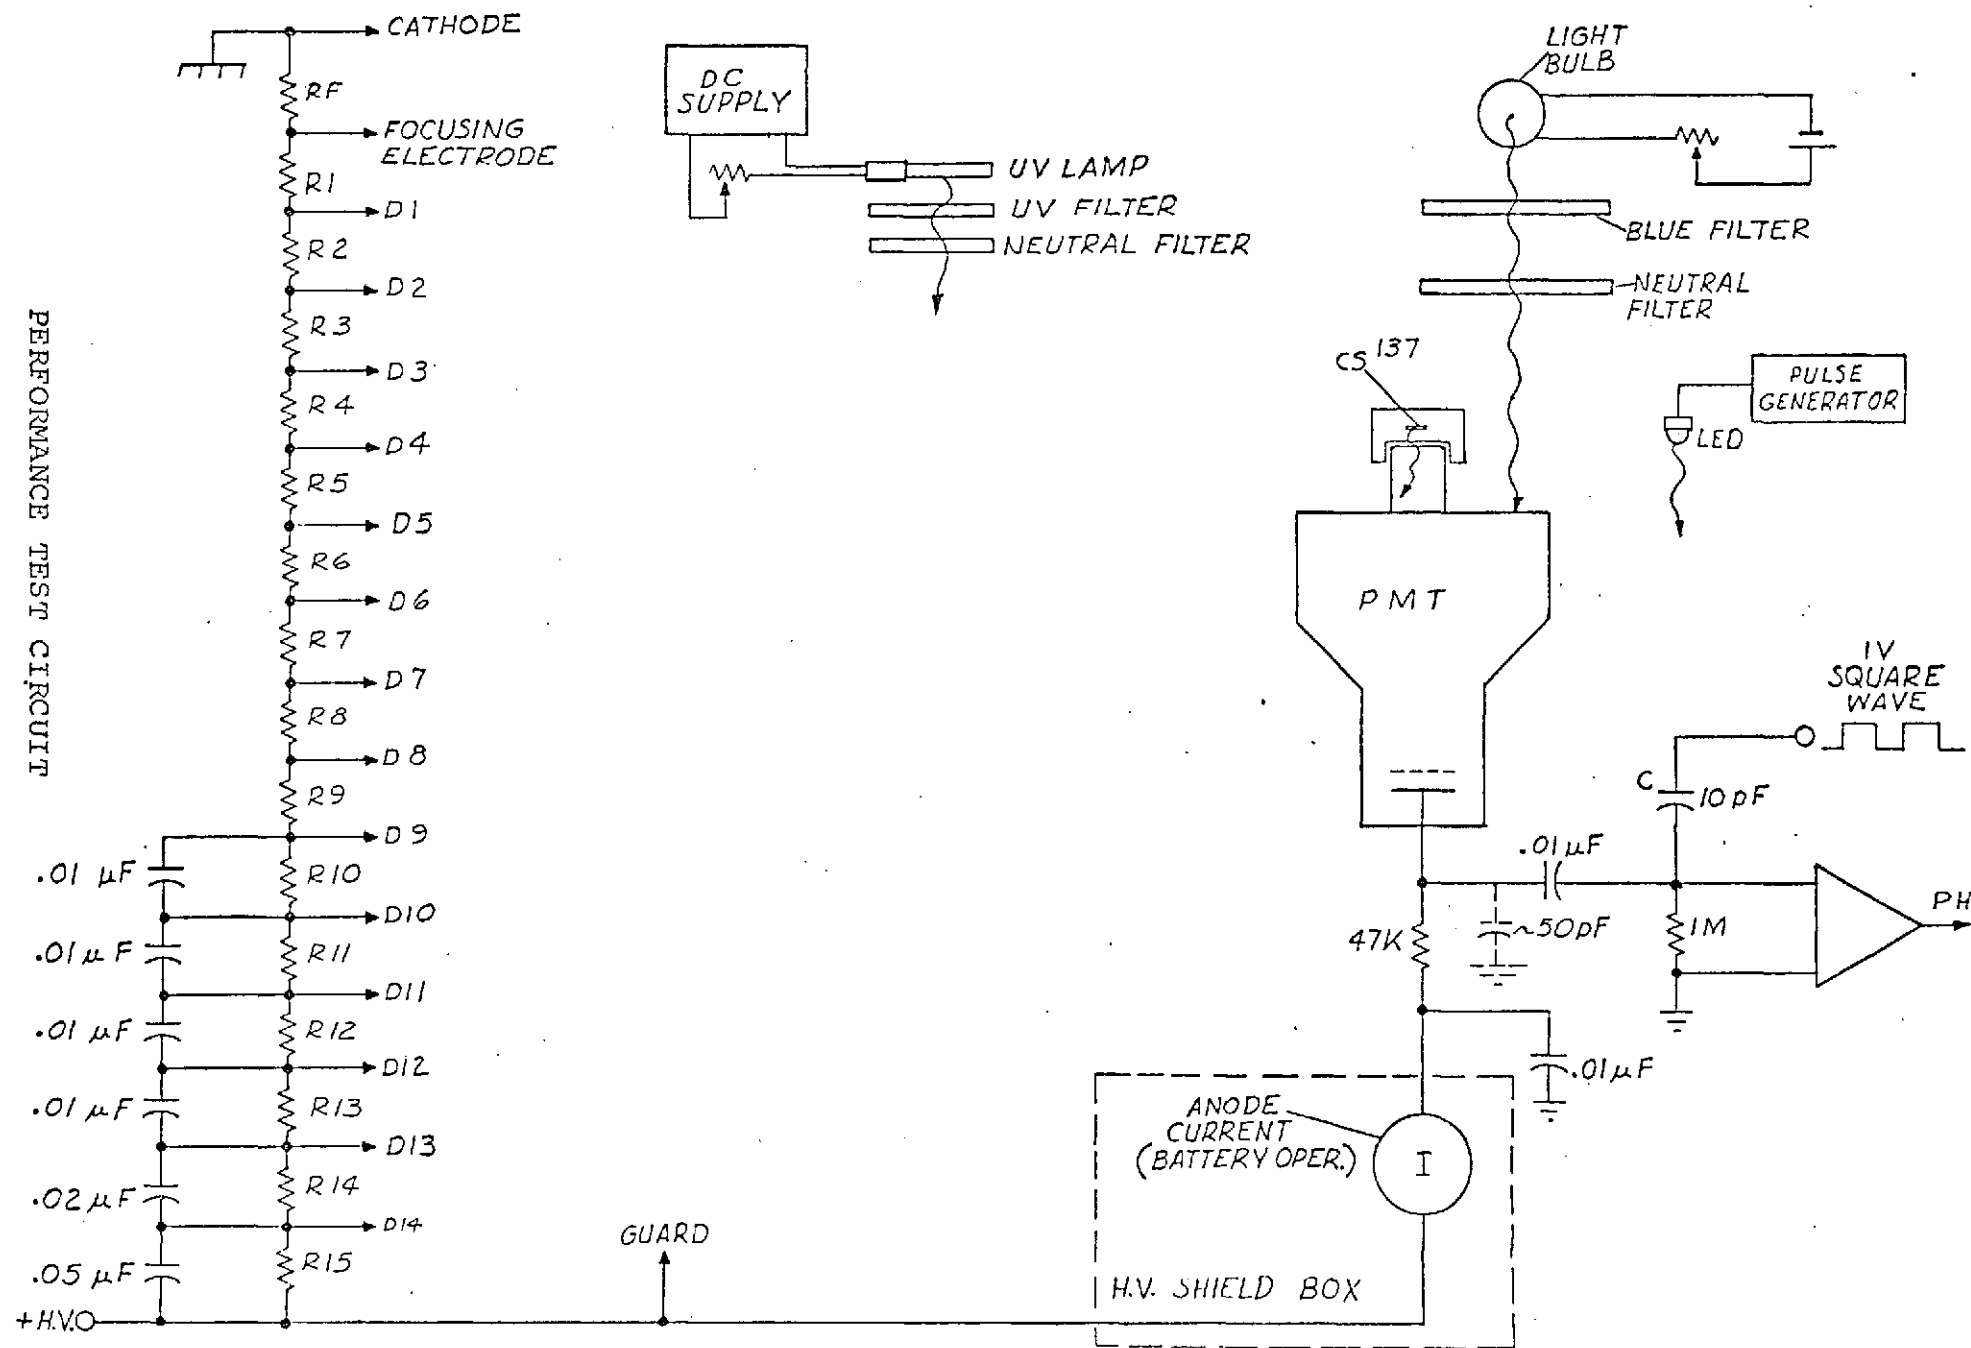 PERFORMANCE TEST CIRCUIT
CATHODE
RF
FOCUSING
ELECTRODE
R1
D1
R2
D2
R3
D3
R4
D4
R5
D5
R6
D6
R7
D7
R8
D8
R9
D9
.01 µF
R10
D10
.01 µF
R11
D11
.01 µF
R12
D12
.01 µF
R13
D13
.02 µF
R14
D14
.05 µF
R15
+H.V.
GUARD
DC
SUPPLY
UV LAMP
UV FILTER
NEUTRAL FILTER
LIGHT
BULB
BLUE FILTER
NEUTRAL
FILTER
CS 137
PULSE
GENERATOR
LED
PMT
1V
SQUARE
WAVE
C
10 pF
.01 µF
~50pF
1M
PH
47K
.01 µF
ANODE
CURRENT
(BATTERY OPER.)
I
H.V. SHIELD BOX